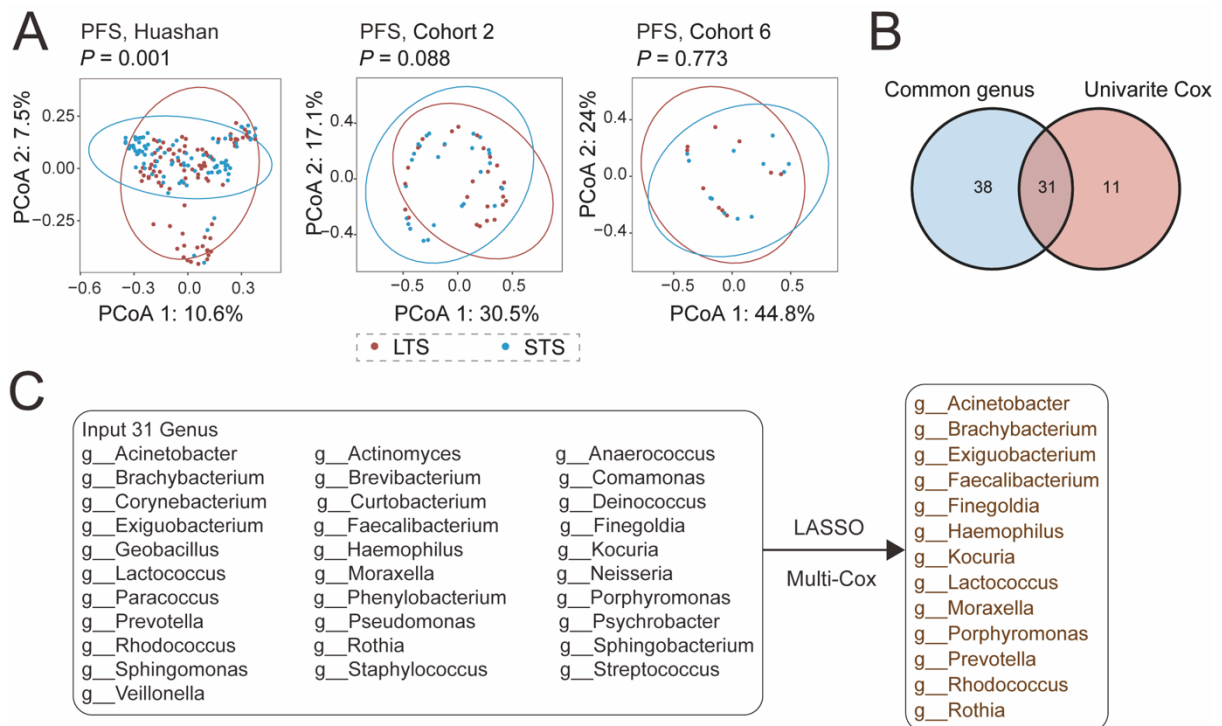 A
PFS, Huashan
P = 0.001
PCoA 2: 7.5%
0.25
0.00
−0.25
−0.6
−0.3
0.0
0.3
PCoA 1: 10.6%
PFS, Cohort 2
P = 0.088
PCoA 2: 17.1%
0.4
0.0
−0.4
−0.5
0.0
0.5
PCoA 1: 30.5%
PFS, Cohort 6
P = 0.773
PCoA 2: 24%
0.4
0.0
−0.4
−0.5
0.0
0.5
PCoA 1: 44.8%
LTS
STS
B
Common genus
Univarite Cox
38
31
11
C
Input 31 Genus
g__Acinetobacter
g__Actinomyces
g__Anaerococcus
g__Brachybacterium
g__Brevibacterium
g__Comamonas
g__Corynebacterium
g__Curtobacterium
g__Deinococcus
g__Exiguobacterium
g__Faecalibacterium
g__Finegoldia
g__Geobacillus
g__Haemophilus
g__Kocuria
g__Lactococcus
g__Moraxella
g__Neisseria
g__Paracoccus
g__Phenylobacterium
g__Porphyromonas
g__Prevotella
g__Pseudomonas
g__Psychrobacter
g__Rhodococcus
g__Rothia
g__Sphingobacterium
g__Sphingomonas
g__Staphylococcus
g__Streptococcus
g__Veillonella
LASSO
Multi-Cox
g__Acinetobacter
g__Brachybacterium
g__Exiguobacterium
g__Faecalibacterium
g__Finegoldia
g__Haemophilus
g__Kocuria
g__Lactococcus
g__Moraxella
g__Porphyromonas
g__Prevotella
g__Rhodococcus
g__Rothia